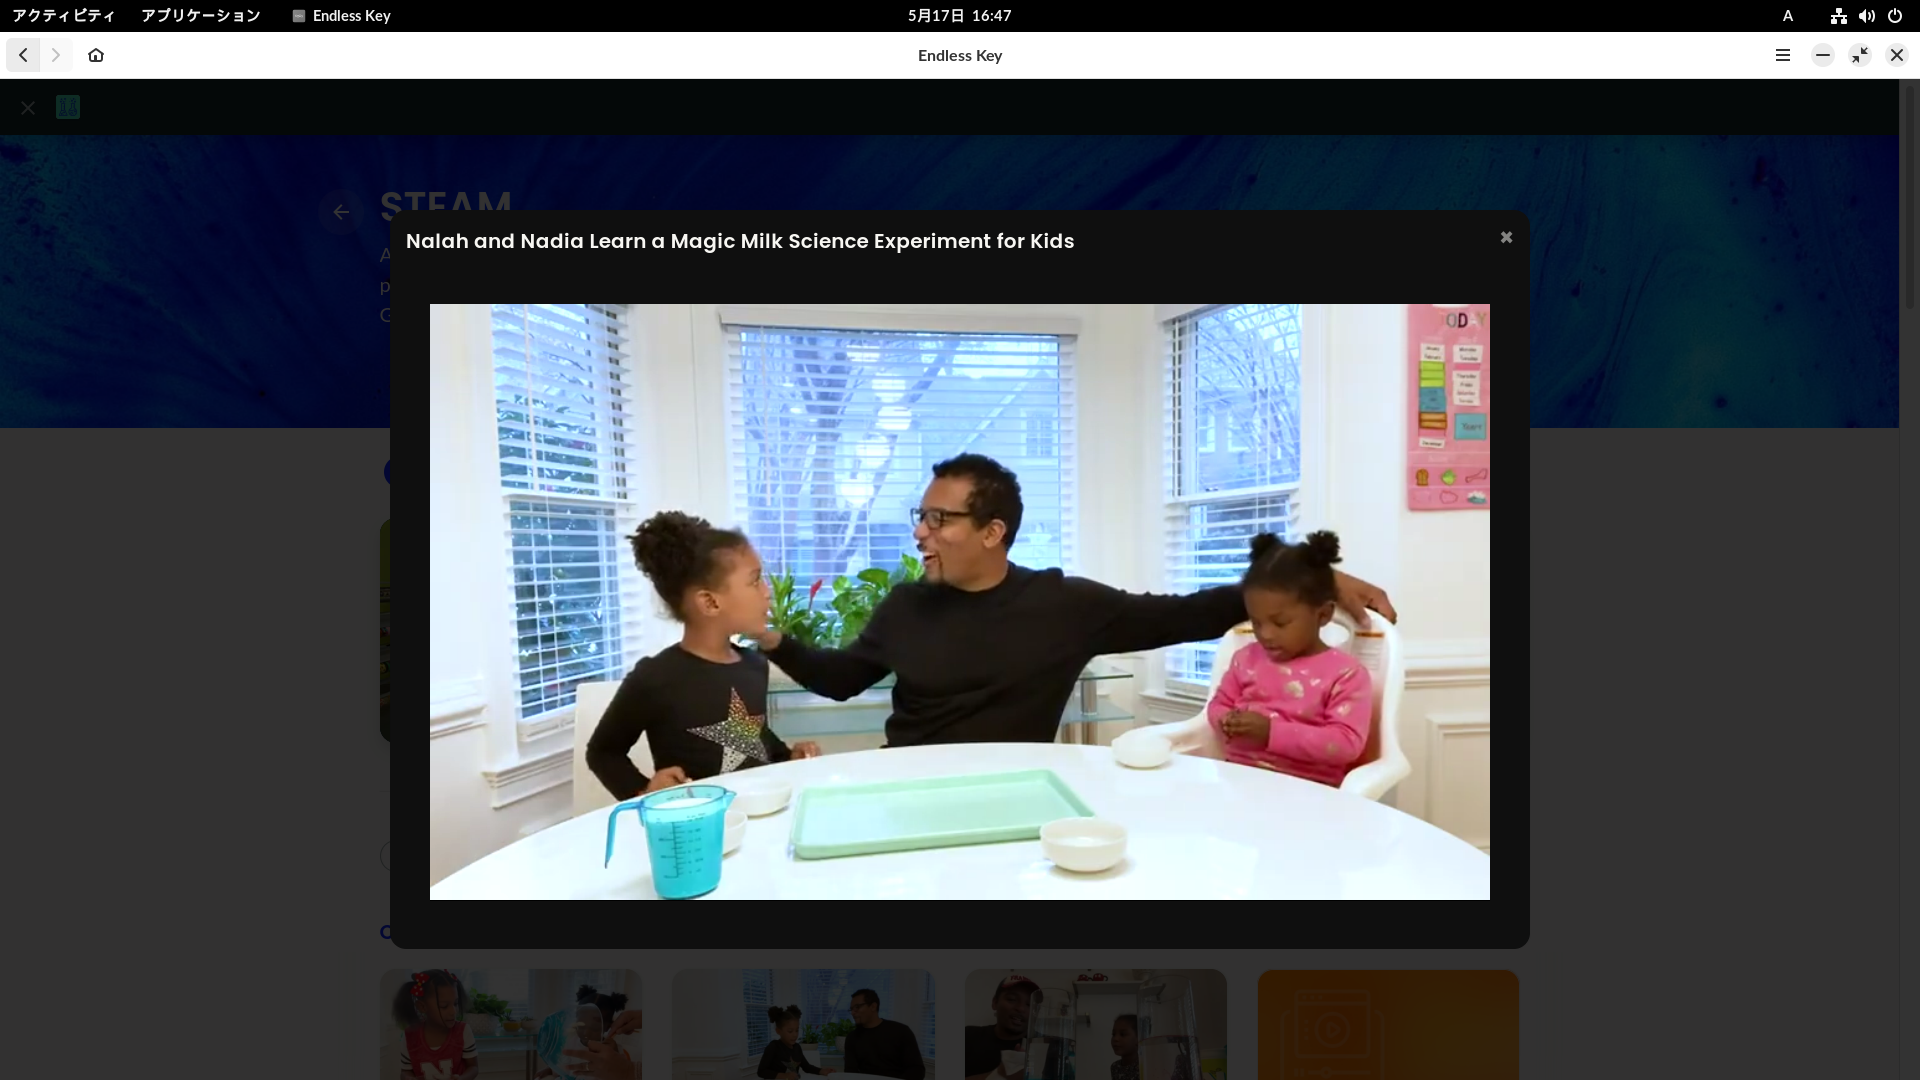 アクティビティ アプリケーション Endless Key 5月17日 16:47 A
Endless Key
STEAM
Nalah and Nadia Learn a Magic Milk Science Experiment for Kids